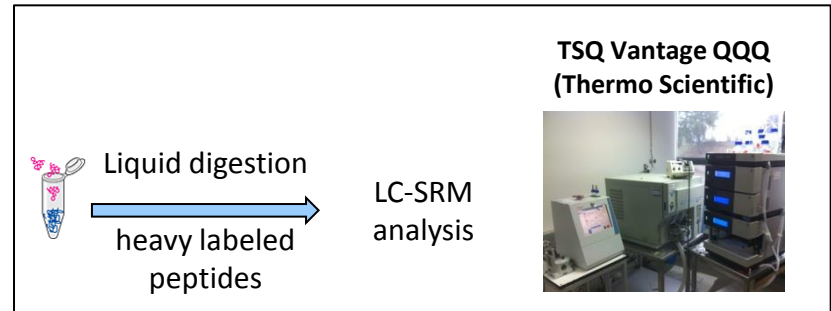 TSQ Vantage QQQ
(Thermo Scientific)
Liquid digestion
heavy labeled
peptides
LC-SRM
analysis